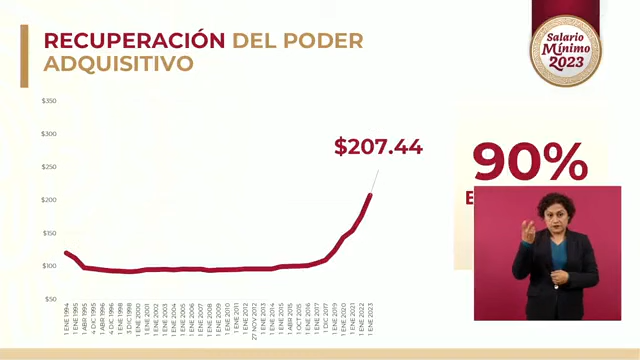 RECUPERACIÓN DEL PODER
ADQUISITIVO
Salario
Mínimo
2023
$350
$300
$250
$200
$150
$100
$50
$207.44
90%
1 ENE 1994
1 ENE 1995
1 ABR 1995
4 DIC 1995
1 ABR 1996
4 DIC 1996
1 ENE 1998
3 DIC 1998
1 ENE 2000
1 ENE 2001
1 ENE 2002
1 ENE 2003
1 ENE 2004
1 ENE 2005
1 ENE 2006
1 ENE 2007
1 ENE 2008
1 ENE 2009
1 ENE 2010
1 ENE 2011
1 ENE 2012
27 NOV 2012
1 ENE 2013
1 ENE 2014
1 ENE 2015
1 ABR 2015
1 OCT 2015
1 ENE 2016
1 ENE 2017
1 DIC 2017
1 ENE 2019
1 ENE 2020
1 ENE 2021
1 ENE 2022
1 ENE 2023